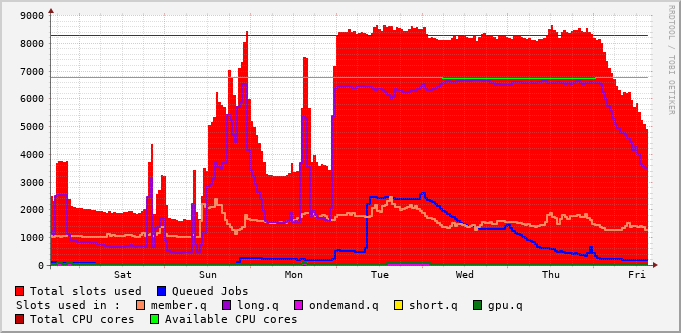 9000
8000
7000
6000
5000
4000
3000
2000
1000
0
Sat Sun Mon Tue Wed Thu Fri
RRDTOOL / TOBI OETIKER
Total slots used Queued Jobs
Slots used in : member.q long.q ondemand.q short.q gpu.q
Total CPU cores Available CPU cores